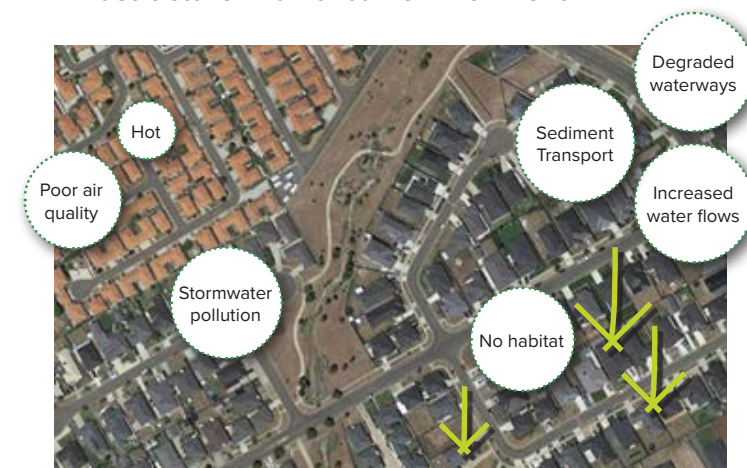 Degraded
waterways
Hot
Sediment
Transport
Poor air
quality
Increased
water flows
Stormwater
pollution
No habitat